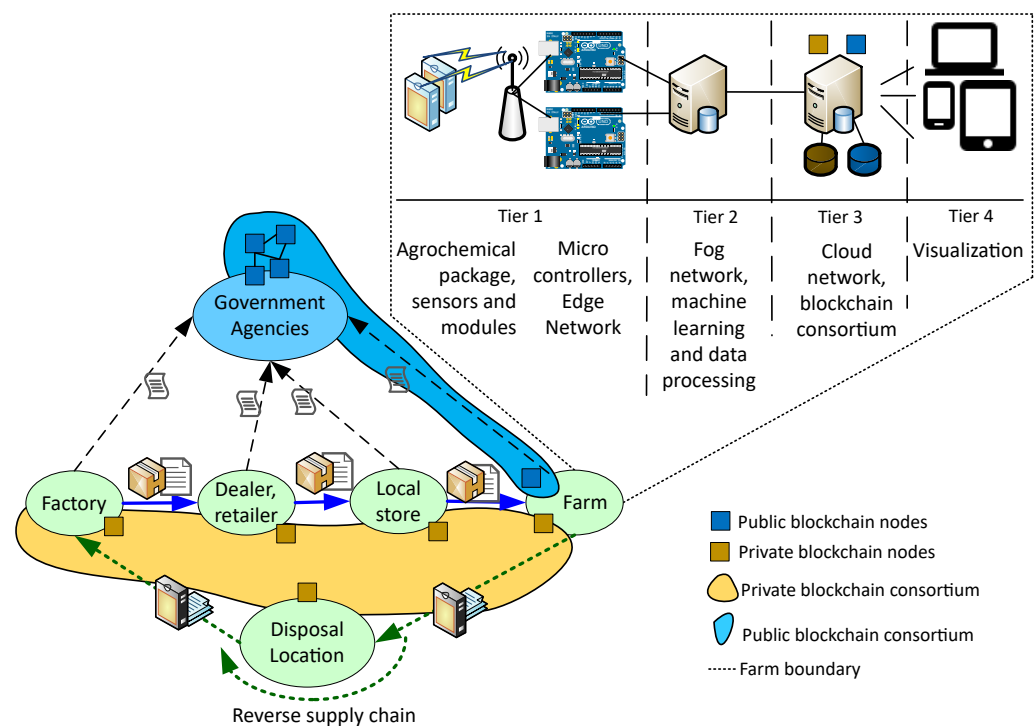 Tier 1
Tier 2
Tier 3
Tier 4
Agrochemical
package,
sensors and
modules
Micro
controllers,
Edge
Network
Fog
network,
machine
learning
and data
processing
Cloud
network,
blockchain
consortium
Visualization
Government
Agencies
Factory
Dealer,
retailer
Local
store
Farm
Disposal
Location
Reverse supply chain
Public blockchain nodes
Private blockchain nodes
Private blockchain consortium
Public blockchain consortium
Farm boundary